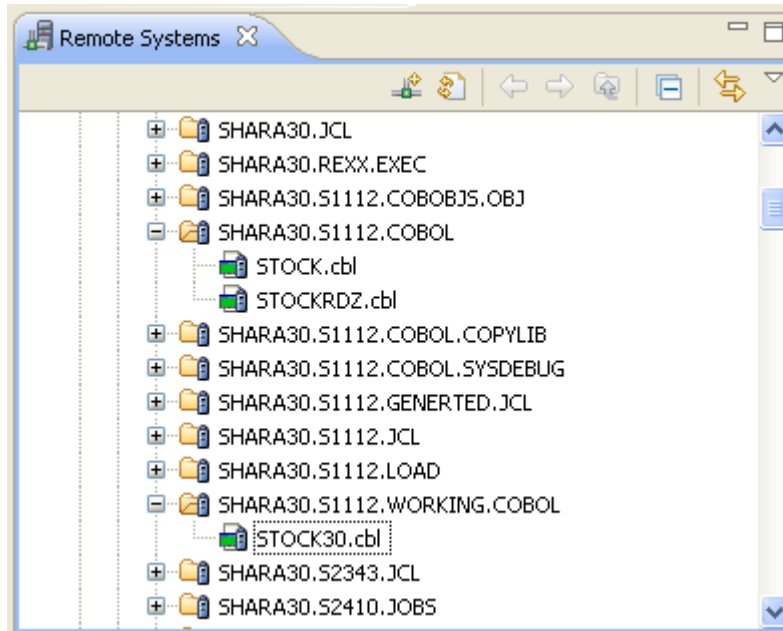 Remote Systems
SHARA30.JCL
SHARA30.REXX.EXEC
SHARA30.S1112.COBOBJS.OBJ
SHARA30.S1112.COBOL
STOCK.cbl
STOCKRDZ.cbl
SHARA30.S1112.COBOL.COPYLIB
SHARA30.S1112.COBOL.SYSDEBUG
SHARA30.S1112.GENERTED.JCL
SHARA30.S1112.JCL
SHARA30.S1112.LOAD
SHARA30.S1112.WORKING.COBOL
STOCK30.cbl
SHARA30.S2343.JCL
SHARA30.S2410.JOBS